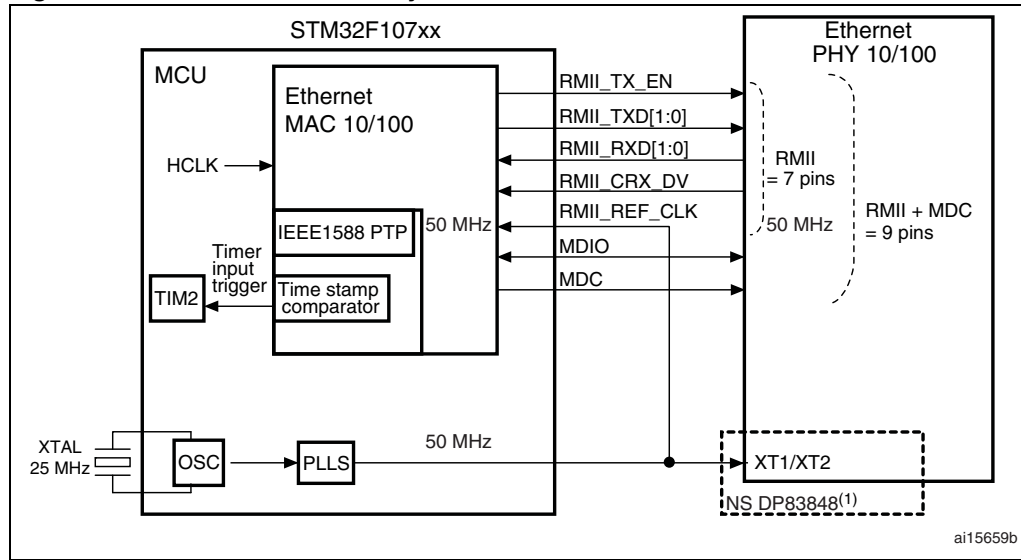 STM32F107xx
Ethernet
PHY 10/100
MCU
Ethernet
MAC 10/100
HCLK
IEEE1588 PTP
50 MHz
Timer
input
trigger
TIM2
Time stamp
comparator
RMII_TX_EN
RMII_TXD[1:0]
RMII_RXD[1:0]
RMII_CRX_DV
RMII_REF_CLK
MDIO
MDC
RMII
= 7 pins
50 MHz
RMII + MDC
= 9 pins
XTAL
25 MHz
OSC
PLLS
50 MHz
XT1/XT2
NS DP83848(1)
ai15659b